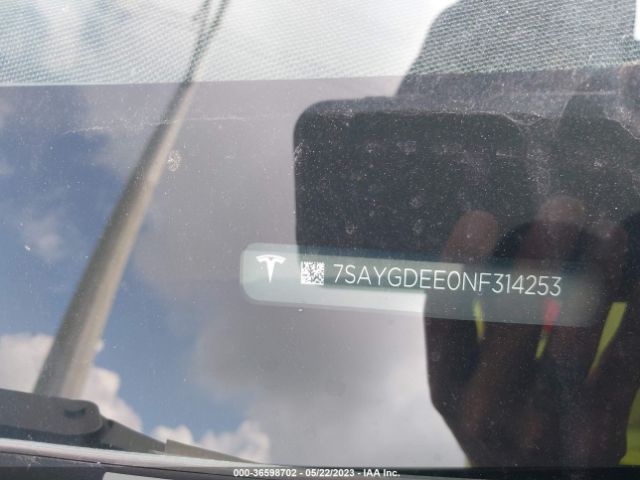 7SAYGDEE0NF314253
000-36598702 - 05/22/2023 - IAA Inc.